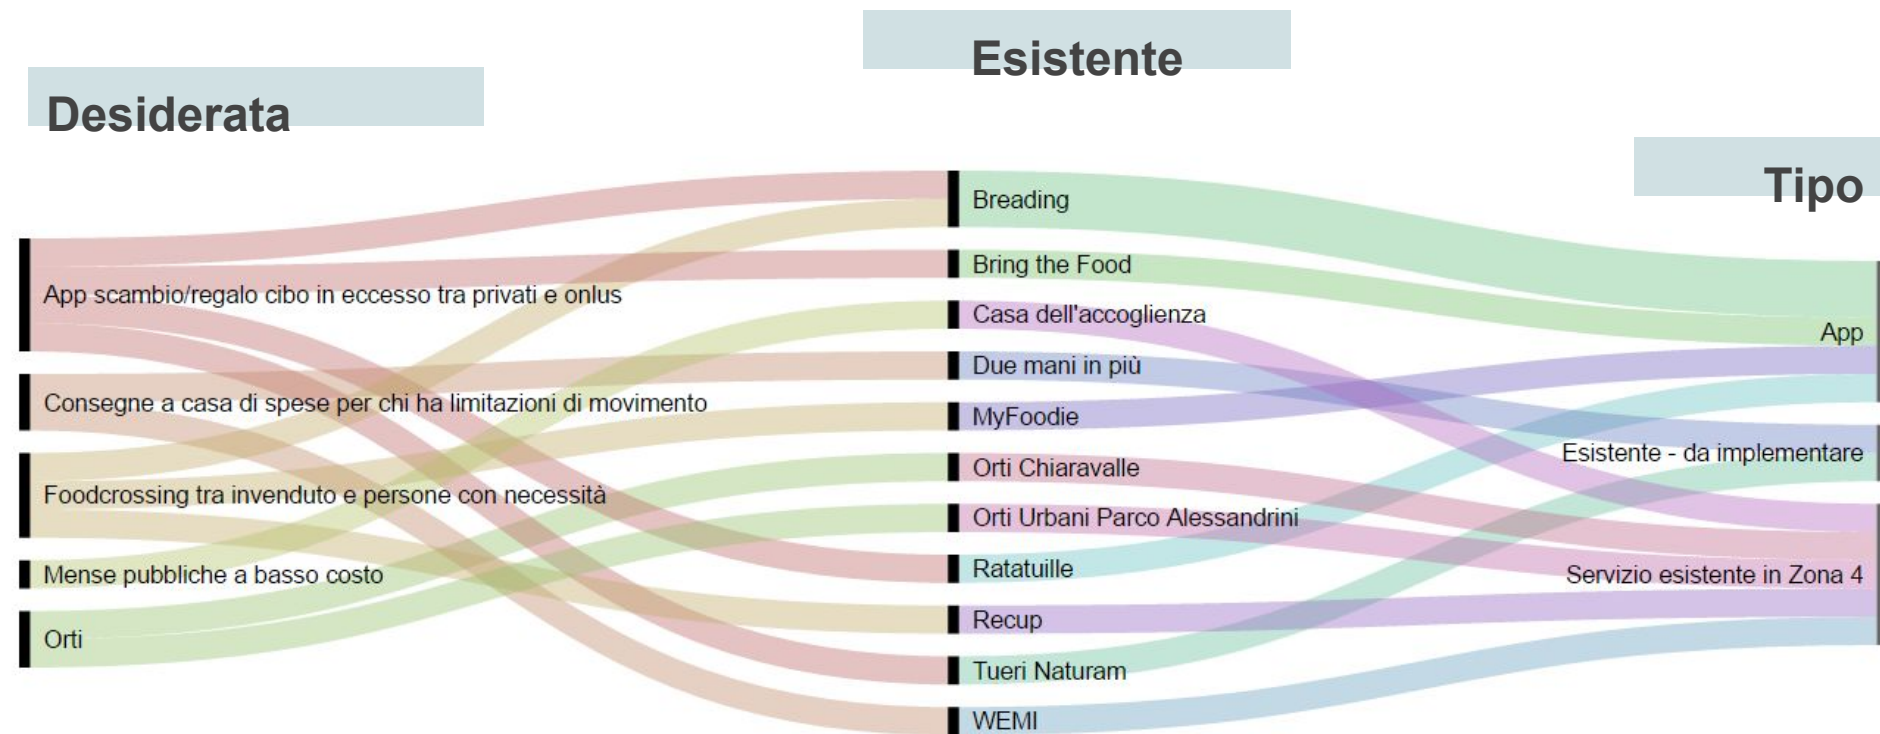 Desiderata
Esistente
Tipo
App scambio/regalo cibo in eccesso tra privati e onlus
Consegne a casa di spese per chi ha limitazioni di movimento
Foodcrossing tra invenduto e persone con necessità
Mense pubbliche a basso costo
Orti
Breading
Bring the Food
Casa dell'accoglienza
Due mani in più
MyFoodie
Orti Chiaravalle
Orti Urbani Parco Alessandrini
Ratatuille
Recup
Tueri Naturam
WEMI
App
Esistente - da implementare
Servizio esistente in Zona 4